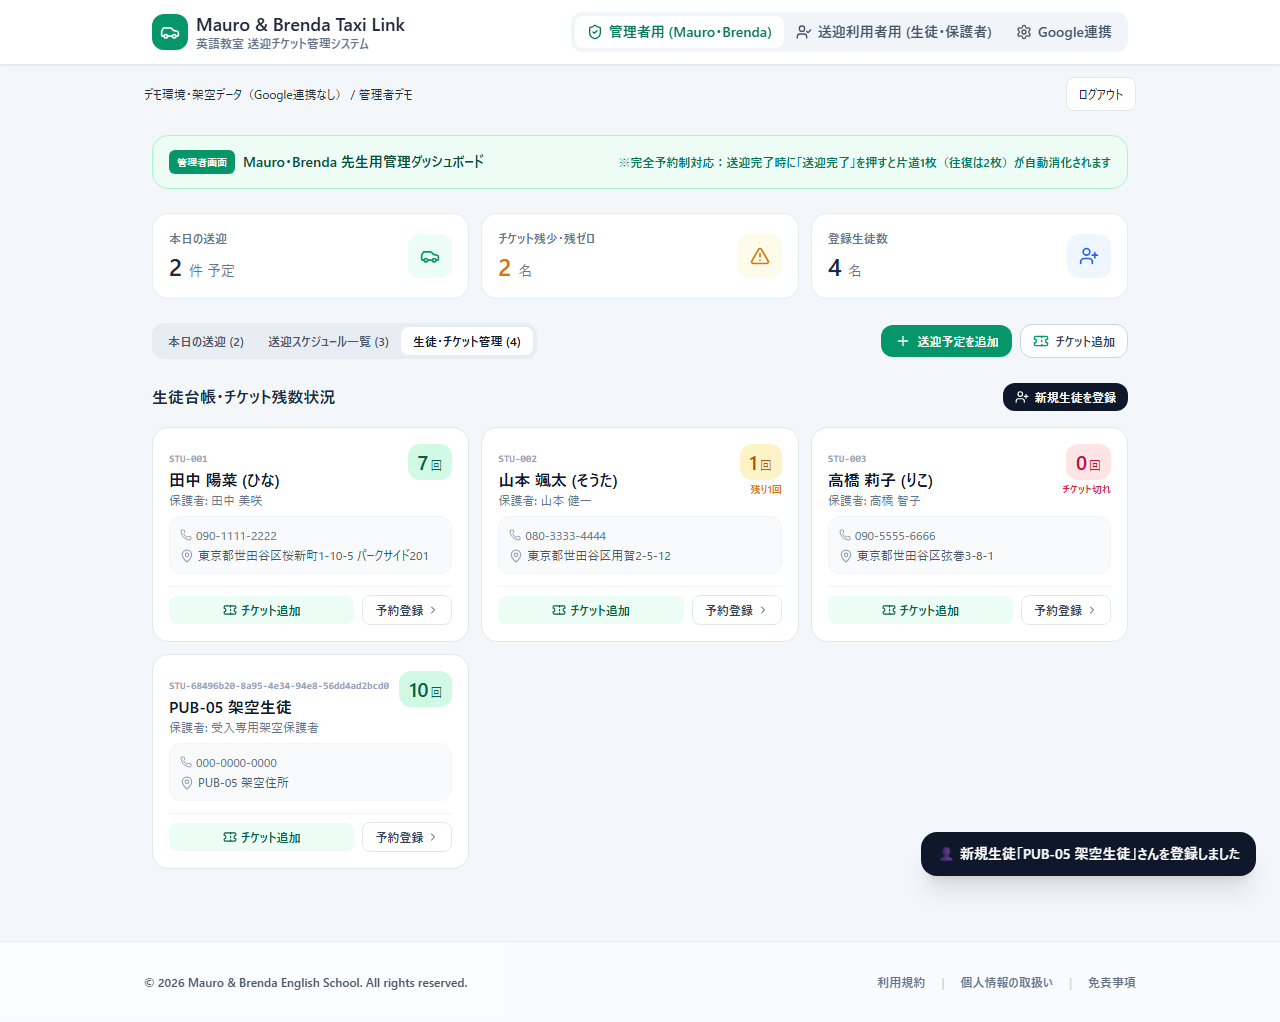 Mauro & Brenda Taxi Link
英語教室 送迎チケット管理システム
管理者用 (Mauro・Brenda)
送迎利用者用 (生徒・保護者)
Google連携
デモ環境・架空データ（Google連携なし） / 管理者デモ
ログアウト
管理者画面
Mauro・Brenda 先生用管理ダッシュボード
※完全予約制対応：送迎完了時に「送迎完了」を押すと片道1枚（往復は2枚）が自動消化されます
本日の送迎
2 件 予定
チケット残少・残ゼロ
2 名
登録生徒数
4 名
本日の送迎 (2)
送迎スケジュール一覧 (3)
生徒・チケット管理 (4)
送迎予定を追加
チケット追加
生徒台帳・チケット残数状況
新規生徒を登録
STU-001
7 回
田中 陽菜 (ひな)
保護者: 田中 美咲
090-1111-2222
東京都世田谷区桜新町1-10-5 パークサイド201
チケット追加
予約登録
STU-002
1 回
残り1回
山本 颯太 (そうた)
保護者: 山本 健一
080-3333-4444
東京都世田谷区用賀2-5-12
チケット追加
予約登録
STU-003
0 回
チケット切れ
高橋 莉子 (りこ)
保護者: 高橋 智子
090-5555-6666
東京都世田谷区弦巻3-8-1
チケット追加
予約登録
STU-68496b20-8a95-4e34-94e8-56dd4ad2bcd0
10 回
PUB-05 架空生徒
保護者: 受入専用架空保護者
000-0000-0000
PUB-05 架空住所
チケット追加
予約登録
新規生徒「PUB-05 架空生徒」さんを登録しました
© 2026 Mauro & Brenda English School. All rights reserved.
利用規約 | 個人情報の取扱い | 免責事項